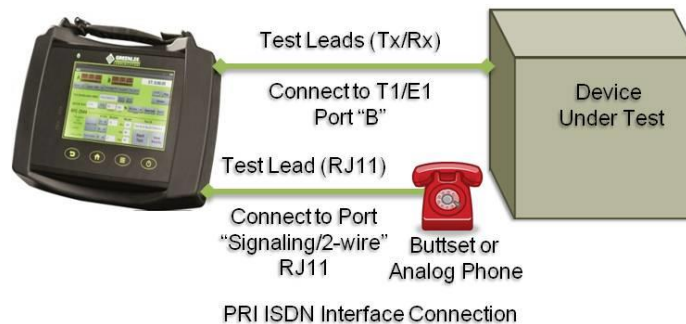 GREENLEE
Test Leads (Tx/Rx)
Connect to T1/E1
Port “B”
Device
Under Test
Test Lead (RJ11)
Connect to Port
“Signaling/2-wire”
RJ11
Buttset or
Analog Phone
PRI ISDN Interface Connection